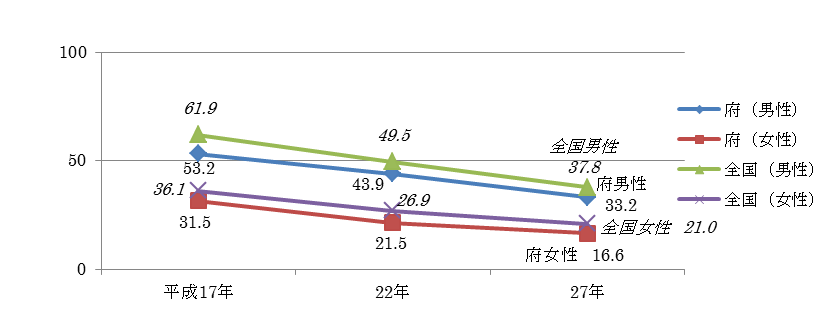 100
50
0
61.9
53.2
36.1
31.5
49.5
43.9
26.9
21.5
全国男性
37.8
府男性
33.2
全国女性 21.0
府女性 16.6
平成17年
22年
27年
府（男性）
府（女性）
全国（男性）
全国（女性）